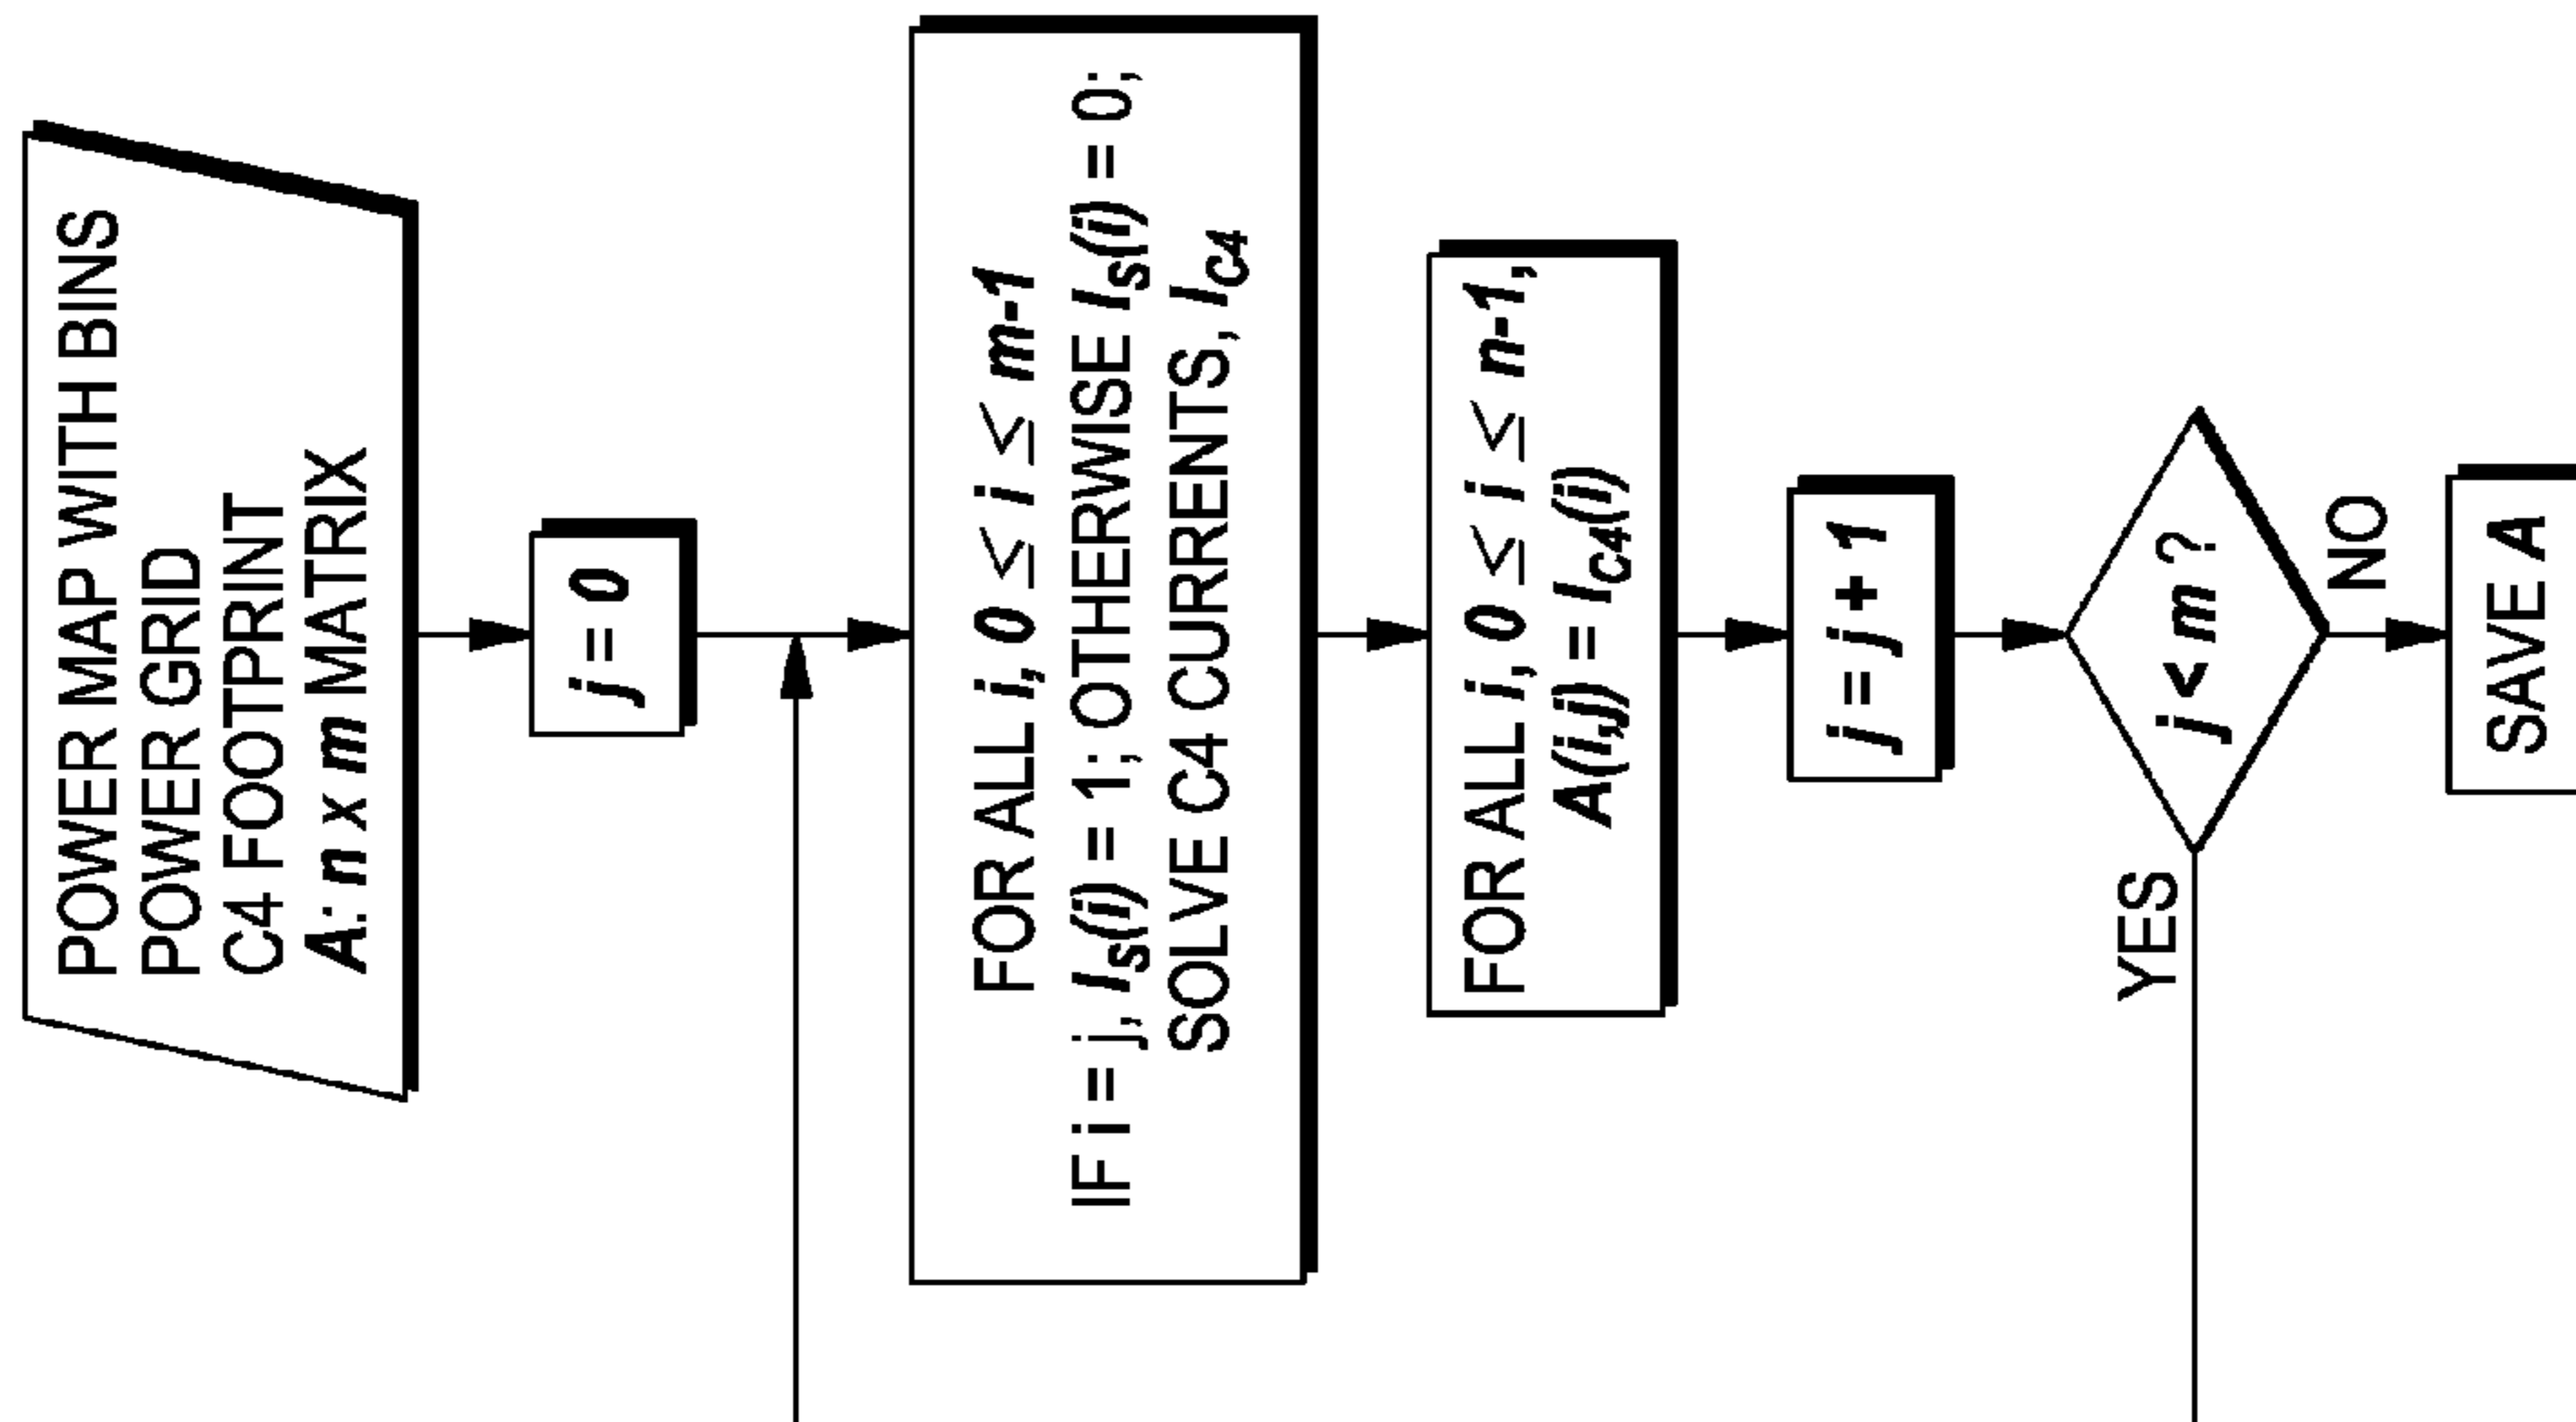 POWER MAP WITH BINS
POWER GRID
C4 FOOTPRINT
A: n x m MATRIX
j = 0
FOR ALL i, 0 ≤ i ≤ m-1
IF i = j, Is(i) = 1; OTHERWISE Is(i) = 0;
SOLVE C4 CURRENTS, IC4
FOR ALL i, 0 ≤ i ≤ n-1,
A(i,j) = IC4(i)
j = j + 1
j < m ?
YES
NO
SAVE A